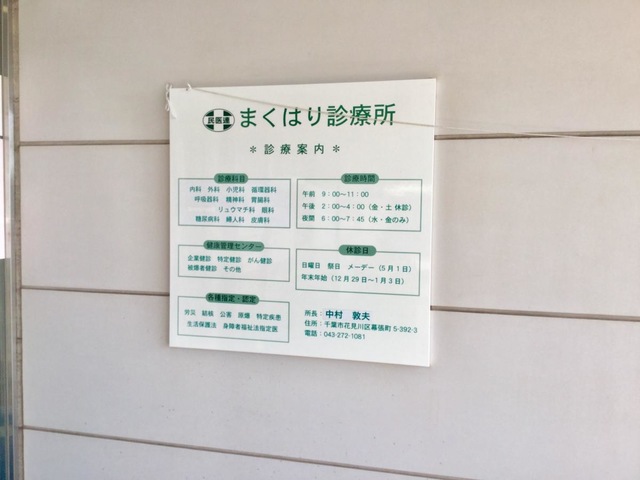 民医連 まくはり診療所
＊診療案内＊
診療科目
内科 外科 小児科 循環器科
呼吸器科 精神科 胃腸科
リュウマチ科 眼科
糖尿病科 婦人科 皮膚科
診療時間
午前 9：00〜11：00
午後 2：00〜4：00（金・土 休診）
夜間 6：00〜7：45（水・金のみ）
健康管理センター
企業健診 特定健診 がん健診
被爆者健診 その他
休診日
日曜日 祭日 メーデー（5月1日）
年末年始（12月29日〜1月3日）
各種指定・認定
労災 結核 公害 原爆 特定疾患
生活保護法 身障者福祉法指定医
所長：中村 敦夫
住所：千葉市花見川区幕張町 5-392-3
電話：043-272-1081